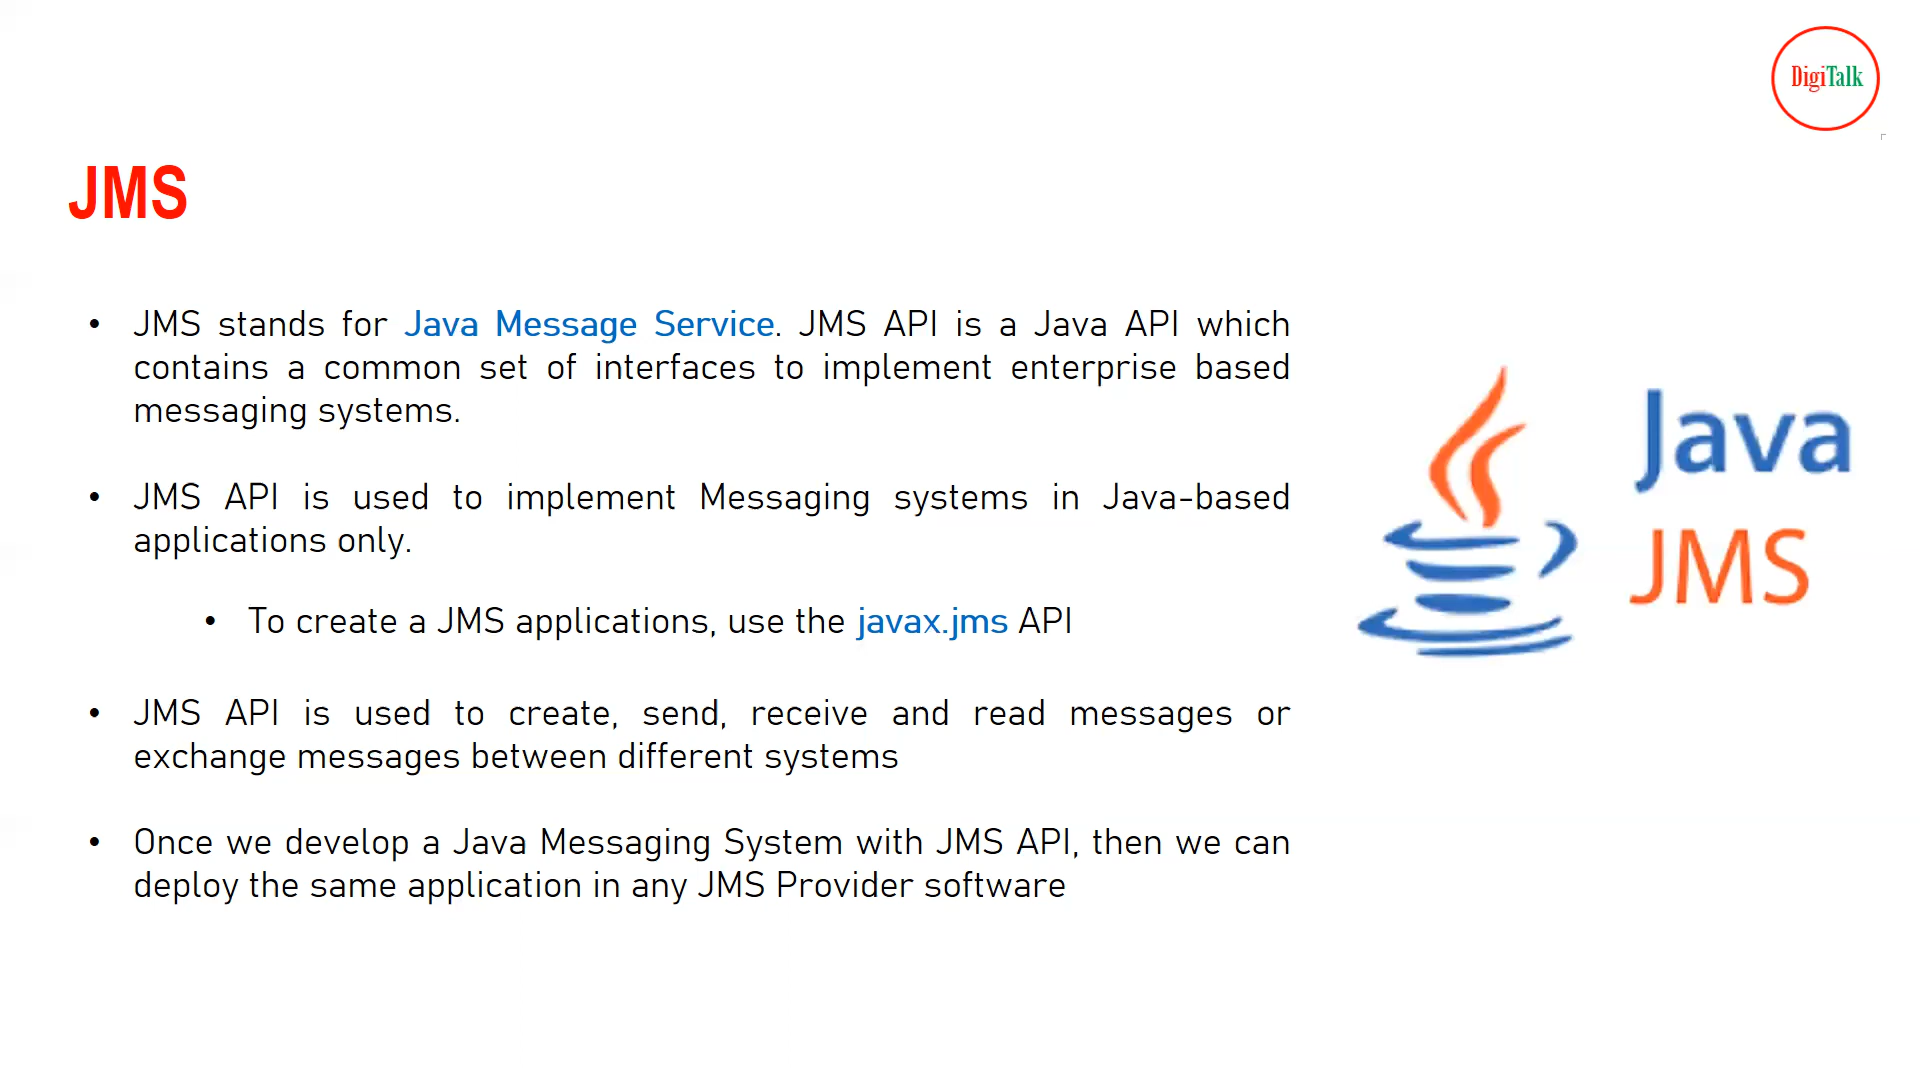 DigiTalk
JMS
• JMS stands for Java Message Service. JMS API is a Java API which
contains a common set of interfaces to implement enterprise based
messaging systems.
• JMS API is used to implement Messaging systems in Java-based
applications only.
• To create a JMS applications, use the javax.jms API
• JMS API is used to create, send, receive and read messages or
exchange messages between different systems
• Once we develop a Java Messaging System with JMS API, then we can
deploy the same application in any JMS Provider software
Java
JMS